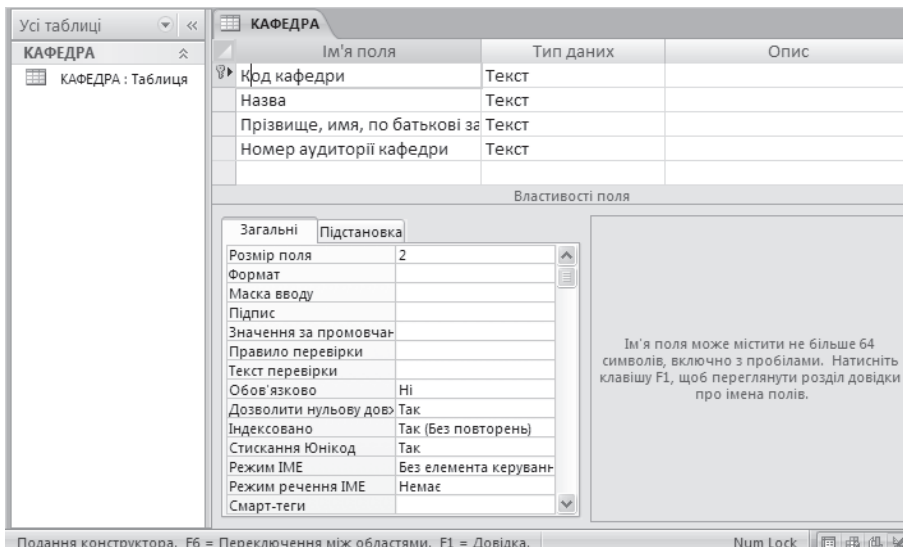 Усі таблиці
КАФЕДРА
КАФЕДРА : Таблиця
КАФЕДРА
Ім'я поля Тип даних Опис
Код кафедри Текст
Назва Текст
Прізвище, имя, по батькові за Текст
Номер аудиторії кафедри Текст
Властивості поля
Загальні Підстановка
Розмір поля 2
Формат
Маска вводу
Підпис
Значення за промовчан
Правило перевірки
Текст перевірки
Обов'язково Ні
Дозволити нульову дов Так
Індексовано Так (Без повторень)
Стискання Юнікод Так
Режим IME Без елемента керуванн
Режим речення IME Немає
Смарт-теги
Ім'я поля може містити не більше 64
символів, включно з пробілами. Натисніть
клавішу F1, щоб переглянути розділ довідки
про імена полів.
Подання конструктора. F6 = Переключення між областями. F1 = Довідка. Num Lock